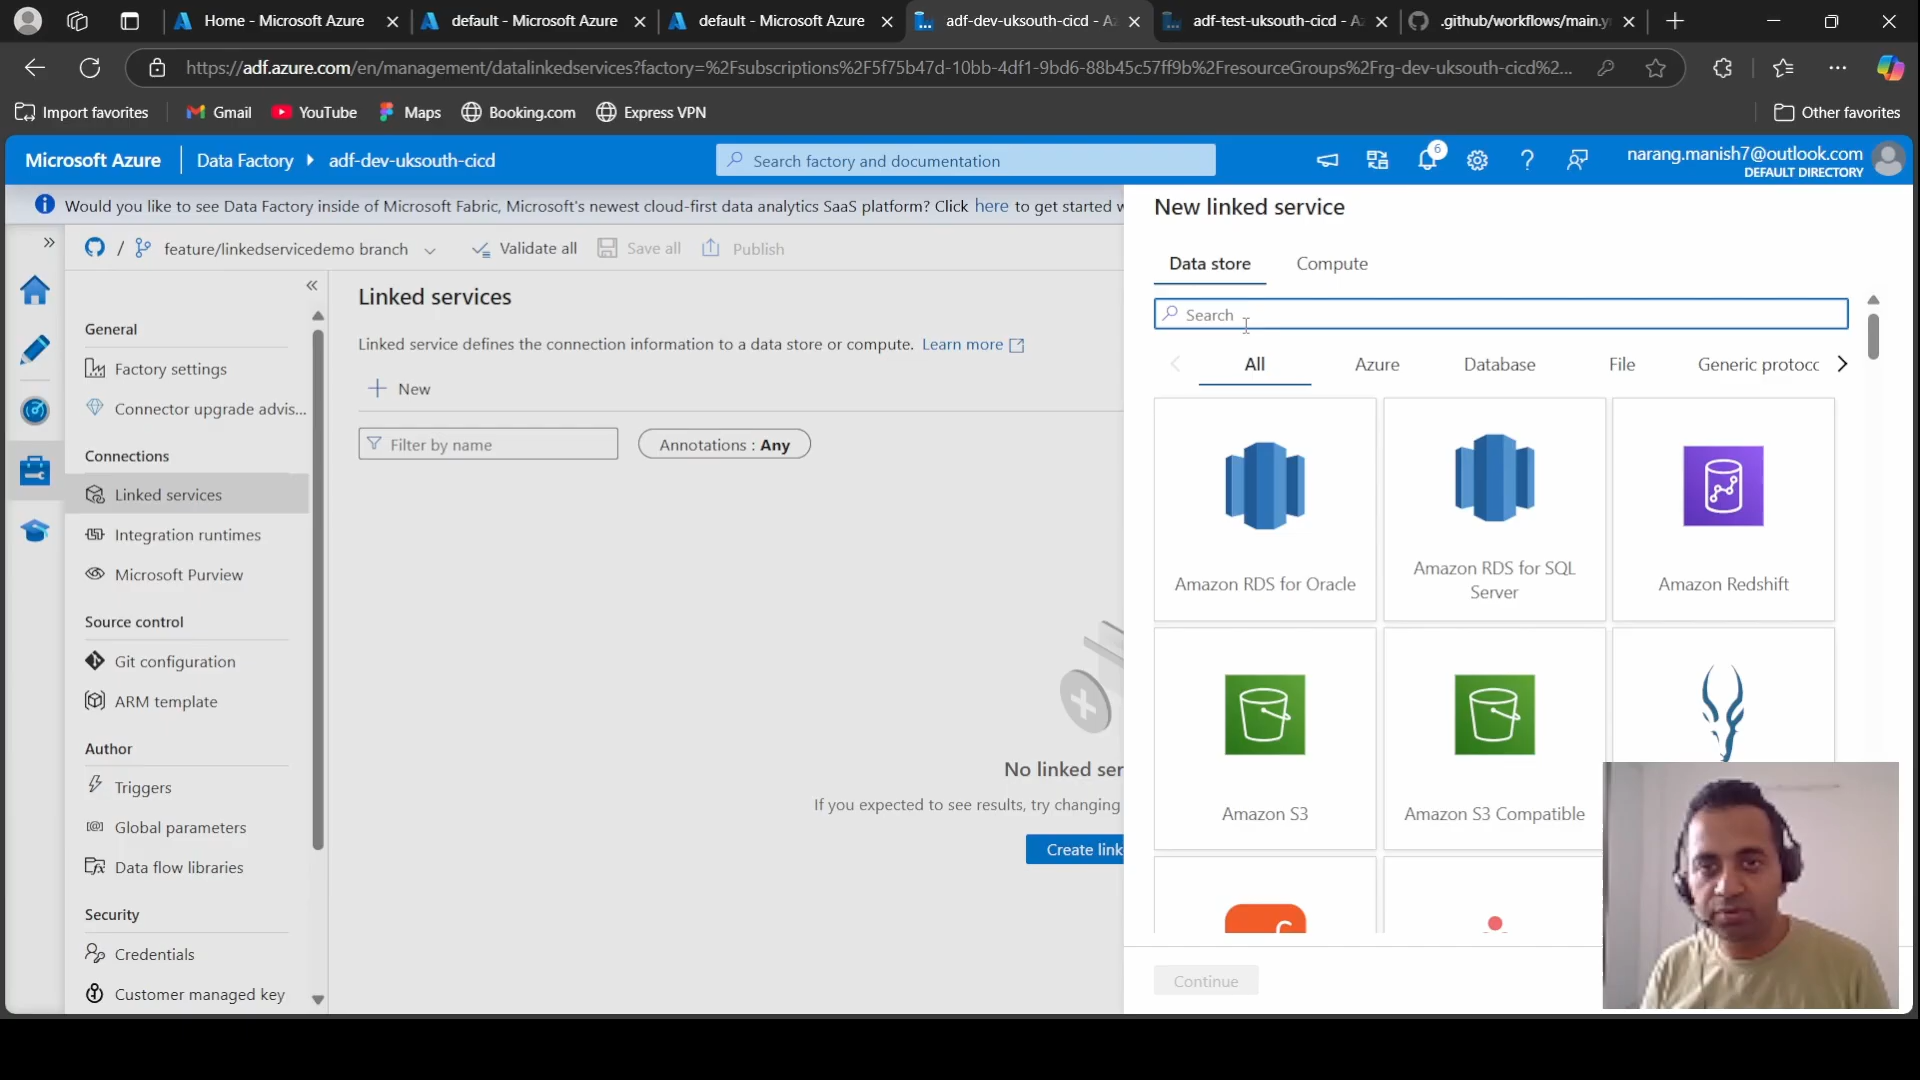 Home - Microsoft Azure
default - Microsoft Azure
default - Microsoft Azure
adf-dev-uksouth-cicd - A
adf-test-uksouth-cicd - A
.github/workflows/main.y
https://adf.azure.com/en/management/datalinkedservices?factory=%2Fsubscriptions%2F5f75b47d-10bb-4df1-9bd6-88b45c57ff9b%2FresourceGroups%2Frg-dev-uksouth-cicd%2...
Import favorites
Gmail
YouTube
Maps
Booking.com
Express VPN
Other favorites
Microsoft Azure
Data Factory
adf-dev-uksouth-cicd
Search factory and documentation
6
narang.manish7@outlook.com
DEFAULT DIRECTORY
Would you like to see Data Factory inside of Microsoft Fabric, Microsoft's newest cloud-first data analytics SaaS platform? Click here to get started w
/ feature/linkedservicedemo branch
Validate all
Save all
Publish
General
Factory settings
Connector upgrade advis...
Connections
Linked services
Integration runtimes
Microsoft Purview
Source control
Git configuration
ARM template
Author
Triggers
Global parameters
Data flow libraries
Security
Credentials
Customer managed key
Linked services
Linked service defines the connection information to a data store or compute. Learn more
New
Filter by name
Annotations : Any
No linked ser
If you expected to see results, try changing
Create link
New linked service
Data store
Compute
Search
All
Azure
Database
File
Generic protoc
Amazon RDS for Oracle
Amazon RDS for SQL
Server
Amazon Redshift
Amazon S3
Amazon S3 Compatible
Continue